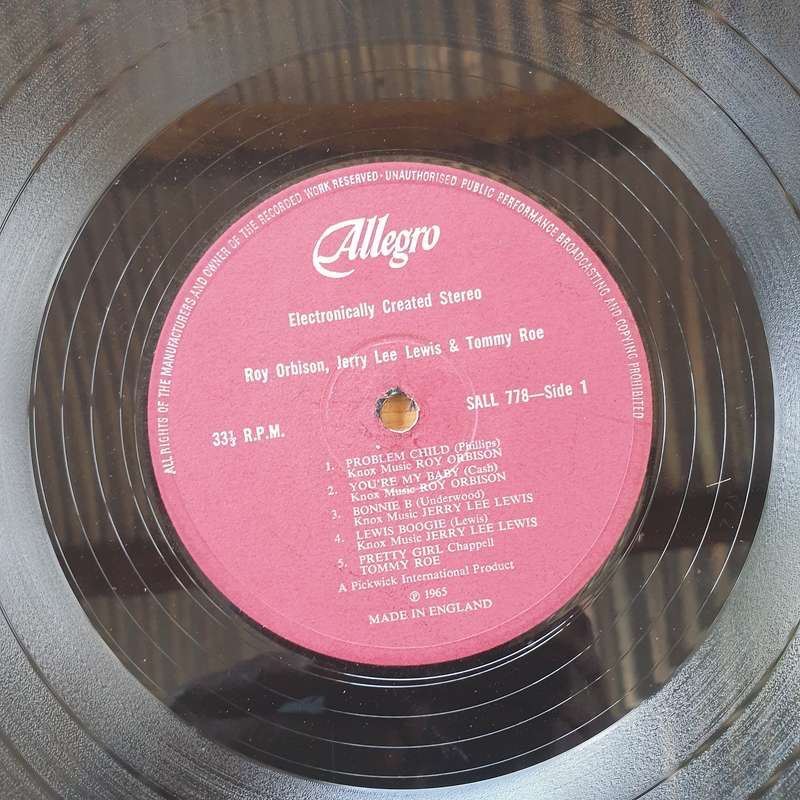 ALL RIGHTS OF THE MANUFACTURERS AND OWNER OF THE RECORDED WORK RESERVED · UNAUTHORISED PUBLIC PERFORMANCE BROADCASTING AND COPYING PROHIBITED
Allegro
Electronically Created Stereo
Roy Orbison, Jerry Lee Lewis & Tommy Roe
SALL 778—Side 1
33⅓ R.P.M.
1. PROBLEM CHILD (Phillips)
Knox Music ROY ORBISON
2. YOU'RE MY BABY (Cash)
Knox Music ROY ORBISON
3. BONNIE B (Underwood)
Knox Music JERRY LEE LEWIS
4. LEWIS BOOGIE (Lewis)
Knox Music JERRY LEE LEWIS
5. PRETTY GIRL Chappell
TOMMY ROE
A Pickwick International Product
℗ 1965
MADE IN ENGLAND